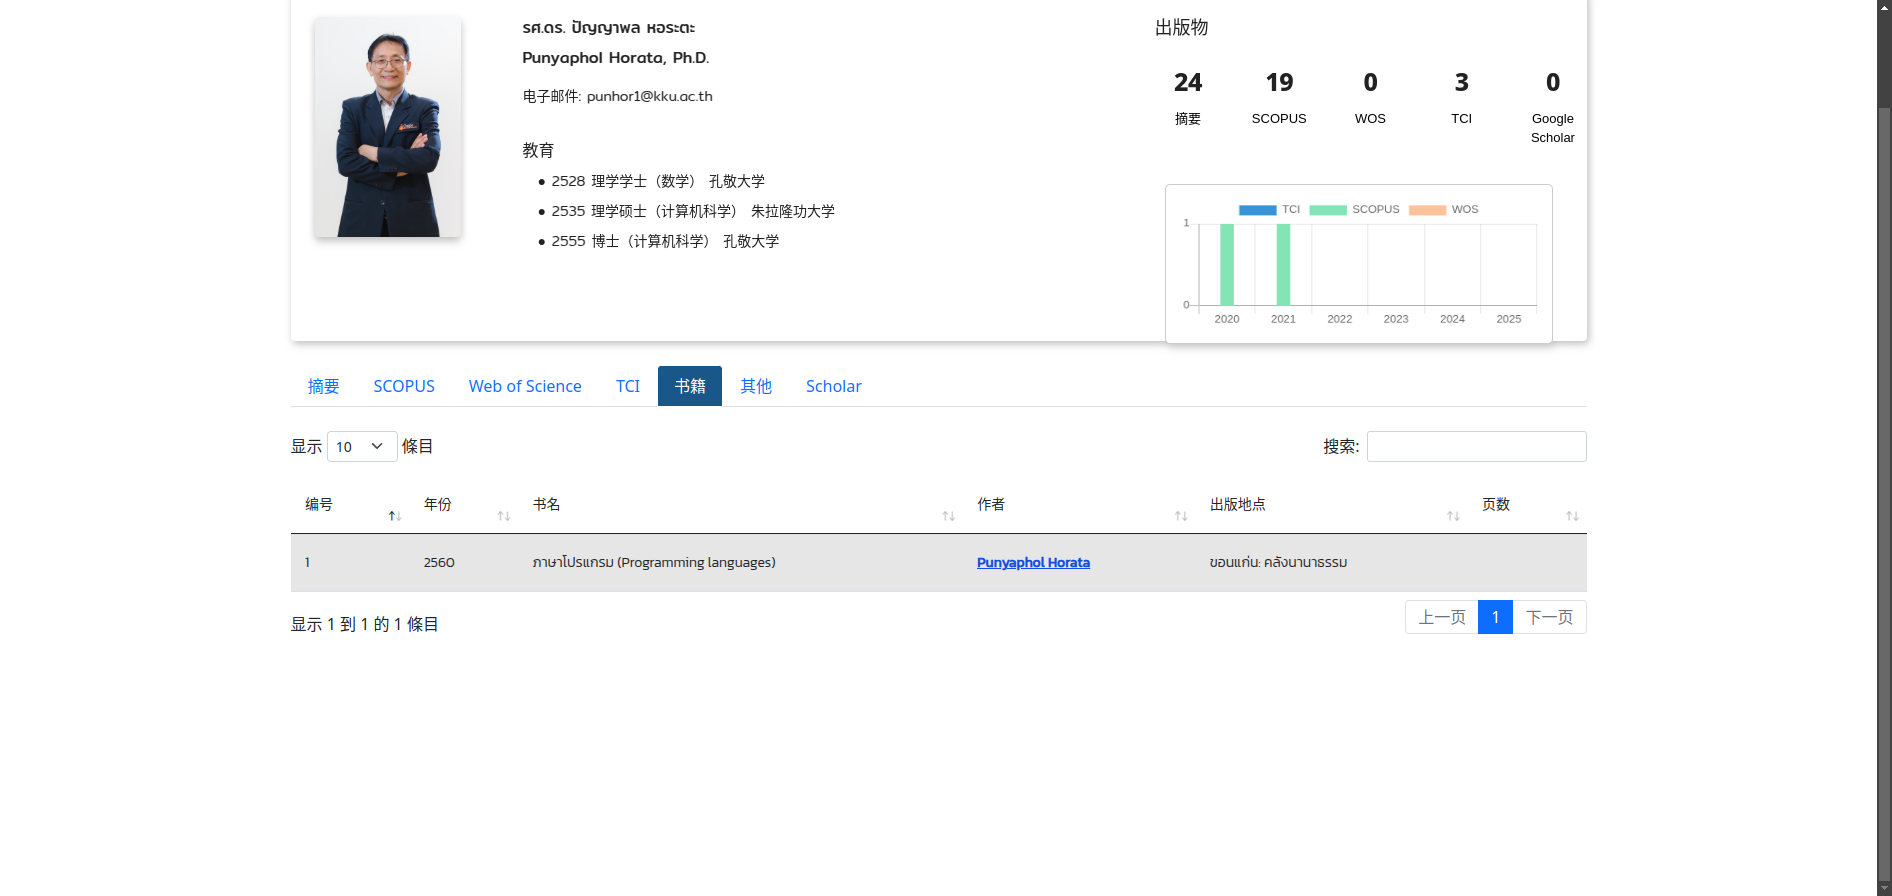 รศ.ดร. ปัญญาพล หอระตะ
Punyaphol Horata, Ph.D.
电子邮件: punhor1@kku.ac.th
教育
2528 理学学士（数学） 孔敬大学
2535 理学硕士（计算机科学） 朱拉隆功大学
2555 博士（计算机科学） 孔敬大学
出版物
24 19 0 3 0
摘要 SCOPUS WOS TCI Google Scholar
TCI SCOPUS WOS
1
0
2020 2021 2022 2023 2024 2025
摘要 SCOPUS Web of Science TCI 书籍 其他 Scholar
显示 10 條目 搜索:
编号 年份 书名 作者 出版地点 页数
1 2560 ภาษาโปรแกรม (Programming languages) Punyaphol Horata ขอนแก่น: คลังนานาธรรม
显示 1 到 1 的 1 條目 上一页 1 下一页